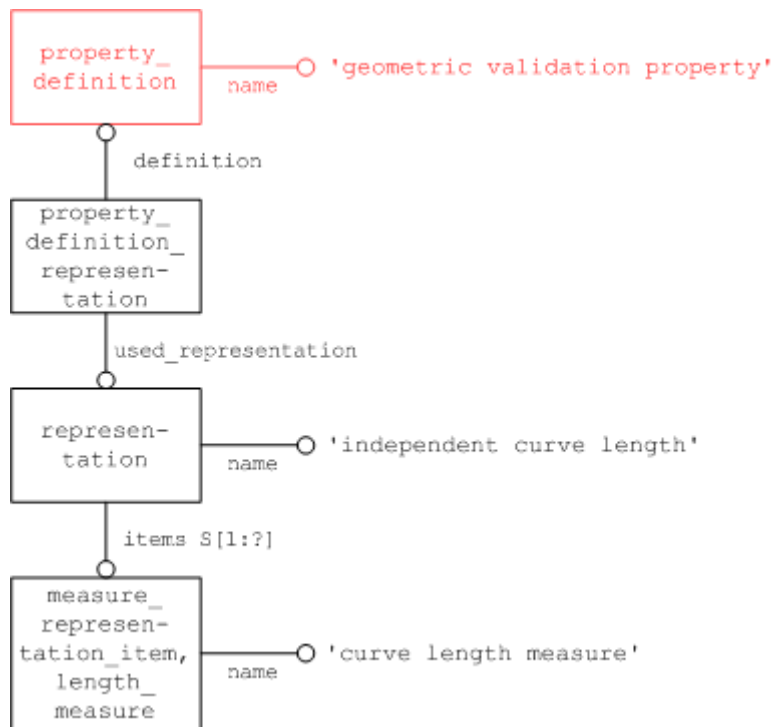 property_
definition
name
'geometric validation property'
definition
property_
definition_
represen-
tation
used_representation
represen-
tation
name
'independent curve length'
items S[1:?]
measure_
represen-
tation_item,
length_
measure
name
'curve length measure'